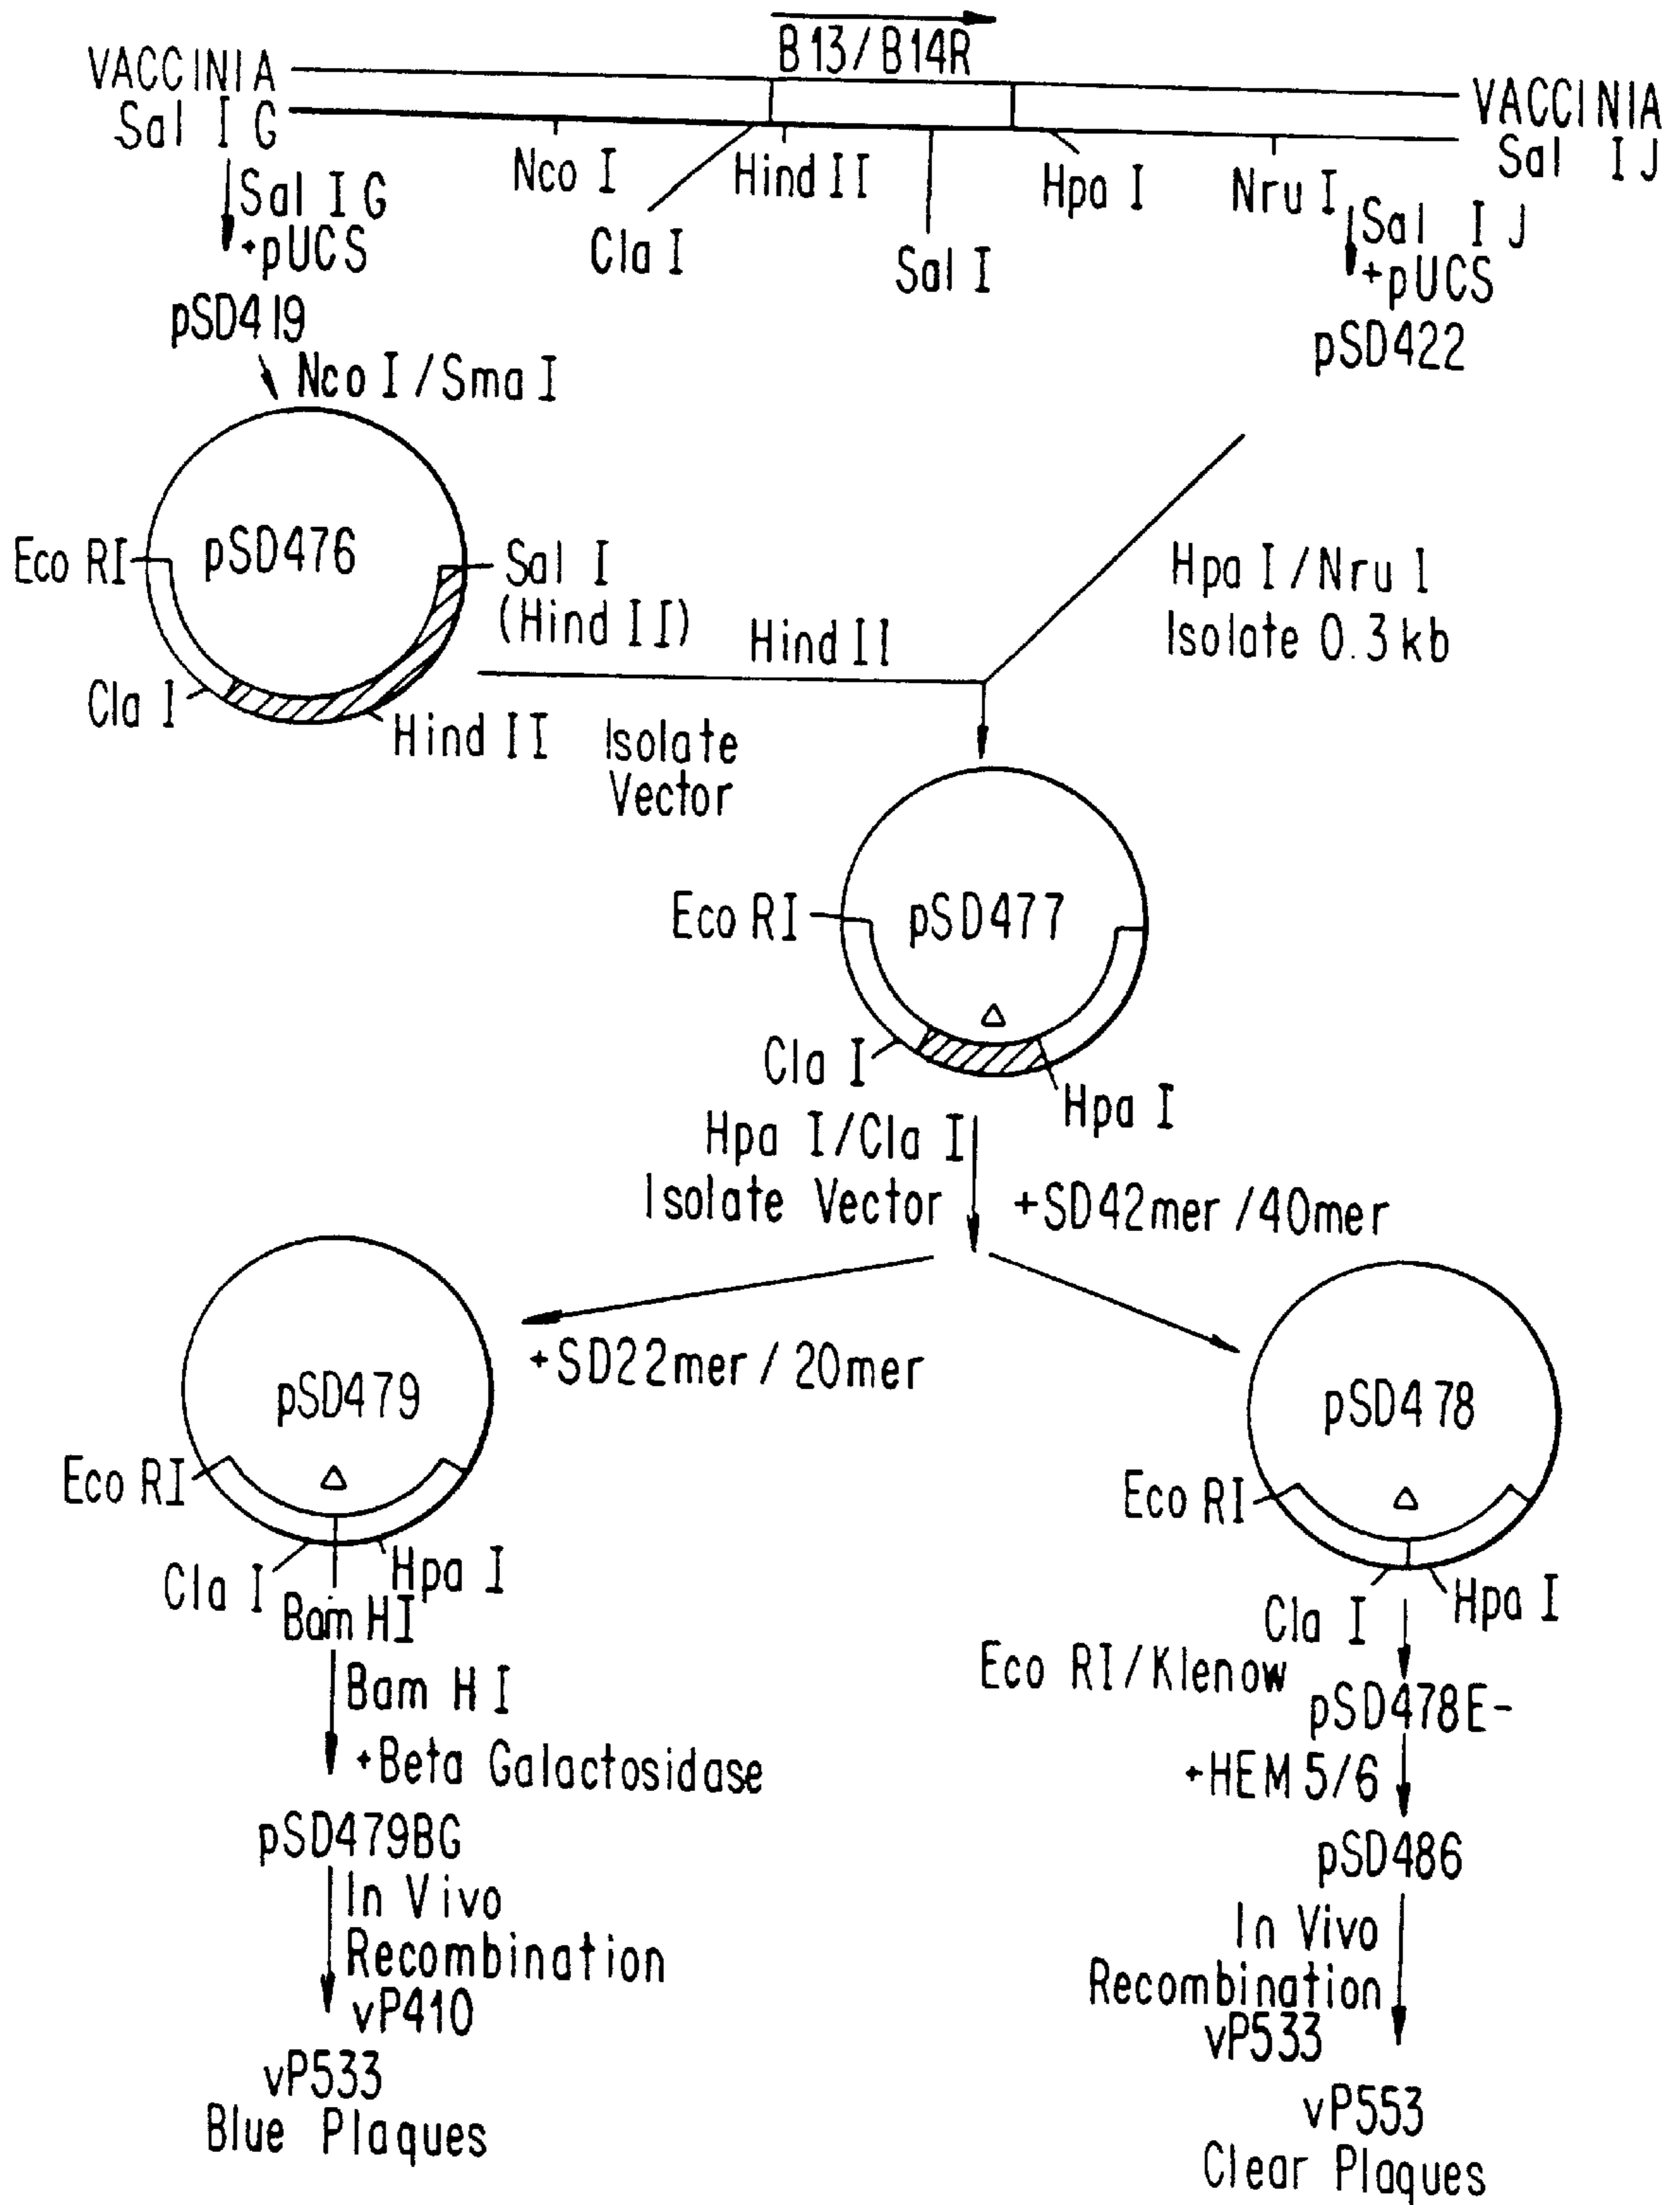 B13/B14R
VACCINIA
Sal I G
VACCINIA
Sal I J
Nco I
Cla I
Hind II
Sal I
Hpa I
Nru I
Sal I G
+pUCS
pSD419
Nco I/Sma I
Sal I J
+pUCS
pSD422
pSD476
Eco RI
Sal I
(Hind II)
Cla I
Hind II
Hind II
Isolate
Vector
Hpa I/Nru I
Isolate 0.3kb
pSD477
Eco RI
Cla I
Hpa I
Hpa I/Cla I
Isolate Vector
+SD42mer/40mer
+SD22mer/20mer
pSD479
Eco RI
Cla I
Hpa I
Bam HI
Bam HI
+Beta Galactosidase
pSD479BG
In Vivo
Recombination
vP410
vP533
Blue Plaques
pSD478
Eco RI
Cla I
Hpa I
Eco RI/Klenow
pSD478E-
+HEM5/6
pSD486
In Vivo
Recombination
vP533
vP553
Clear Plaques